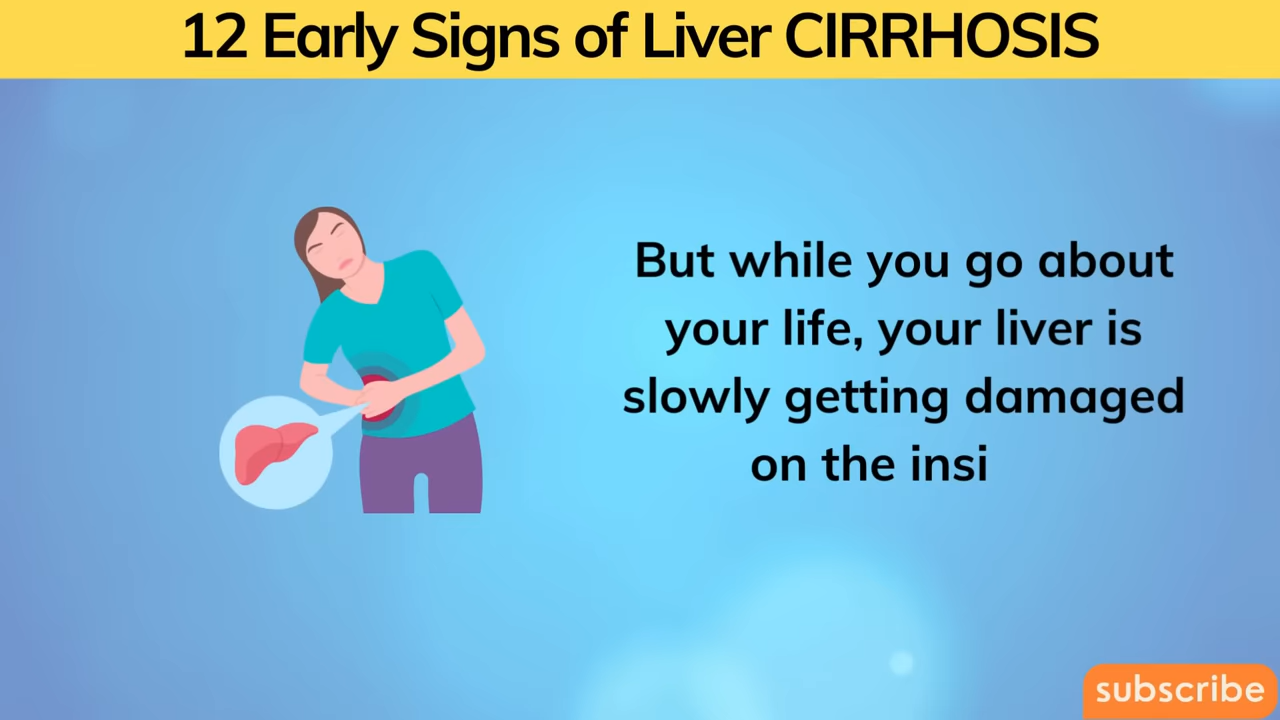 12 Early Signs of Liver CIRRHOSIS
But while you go about
your life, your liver is
slowly getting damaged
on the insi
subscribe